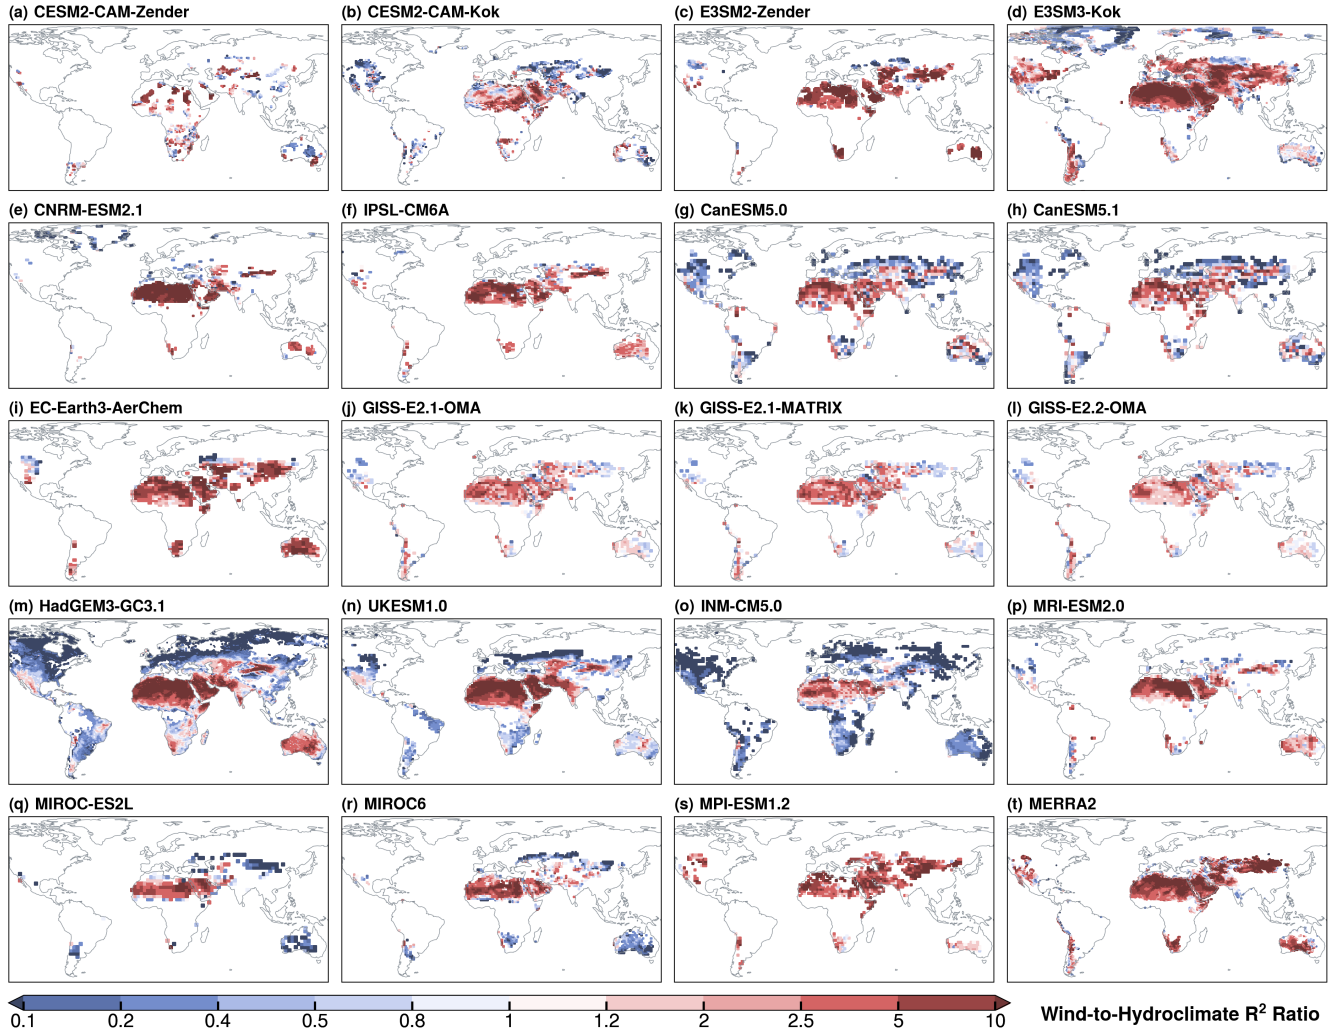 (a) CESM2-CAM-Zender
(b) CESM2-CAM-Kok
(c) E3SM2-Zender
(d) E3SM3-Kok
(e) CNRM-ESM2.1
(f) IPSL-CM6A
(g) CanESM5.0
(h) CanESM5.1
(i) EC-Earth3-AerChem
(j) GISS-E2.1-OMA
(k) GISS-E2.1-MATRIX
(l) GISS-E2.2-OMA
(m) HadGEM3-GC3.1
(n) UKESM1.0
(o) INM-CM5.0
(p) MRI-ESM2.0
(q) MIROC-ES2L
(r) MIROC6
(s) MPI-ESM1.2
(t) MERRA2
0.1 0.2 0.4 0.5 0.8 1 1.2 2 2.5 5 10
Wind-to-Hydroclimate R² Ratio